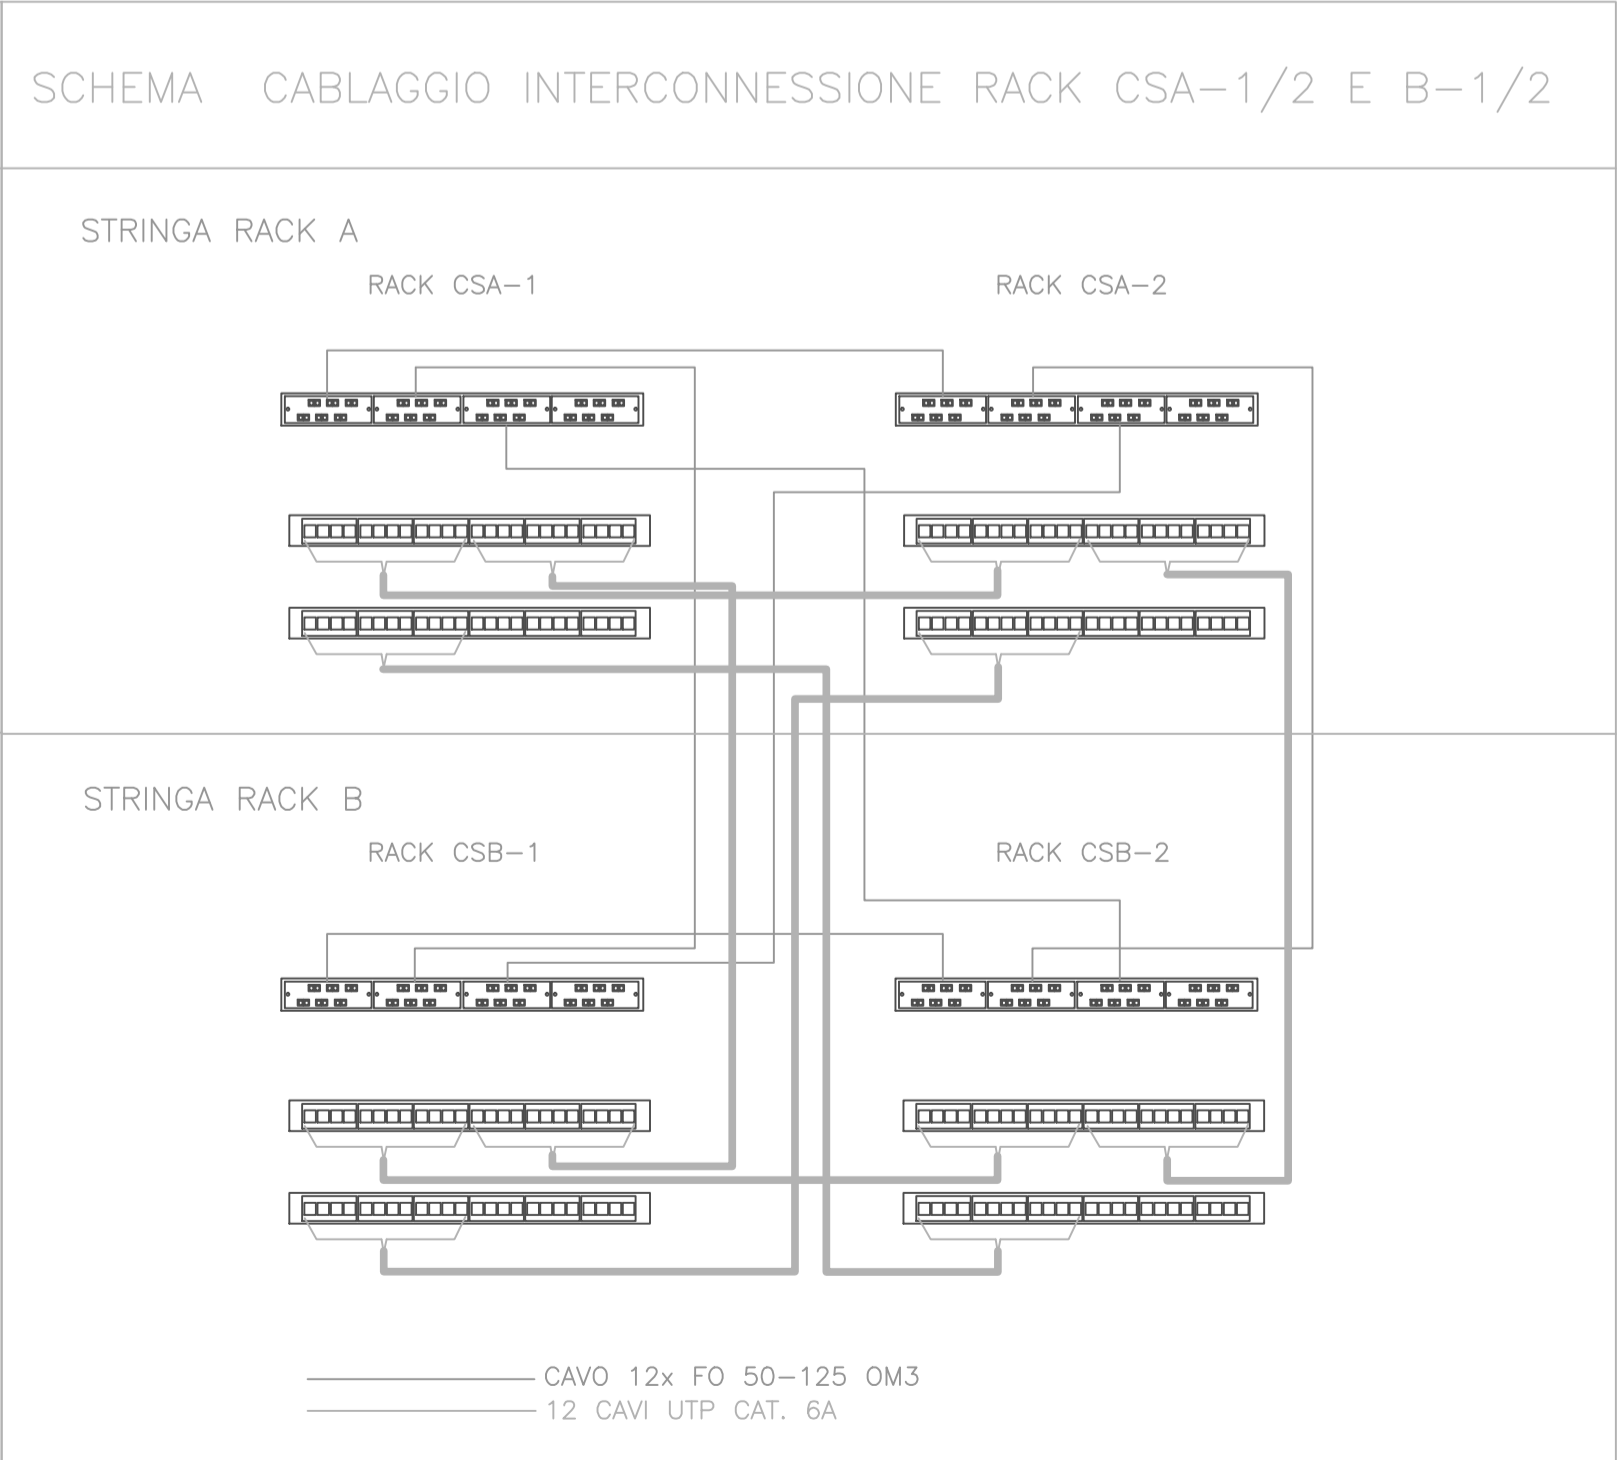 SCHEMA CABLAGGIO INTERCONNESSIONE RACK CSA-1/2 E B-1/2
STRINGA RACK A
RACK CSA-1
RACK CSA-2
STRINGA RACK B
RACK CSB-1
RACK CSB-2
CAVO 12x FO 50-125 OM3
12 CAVI UTP CAT. 6A